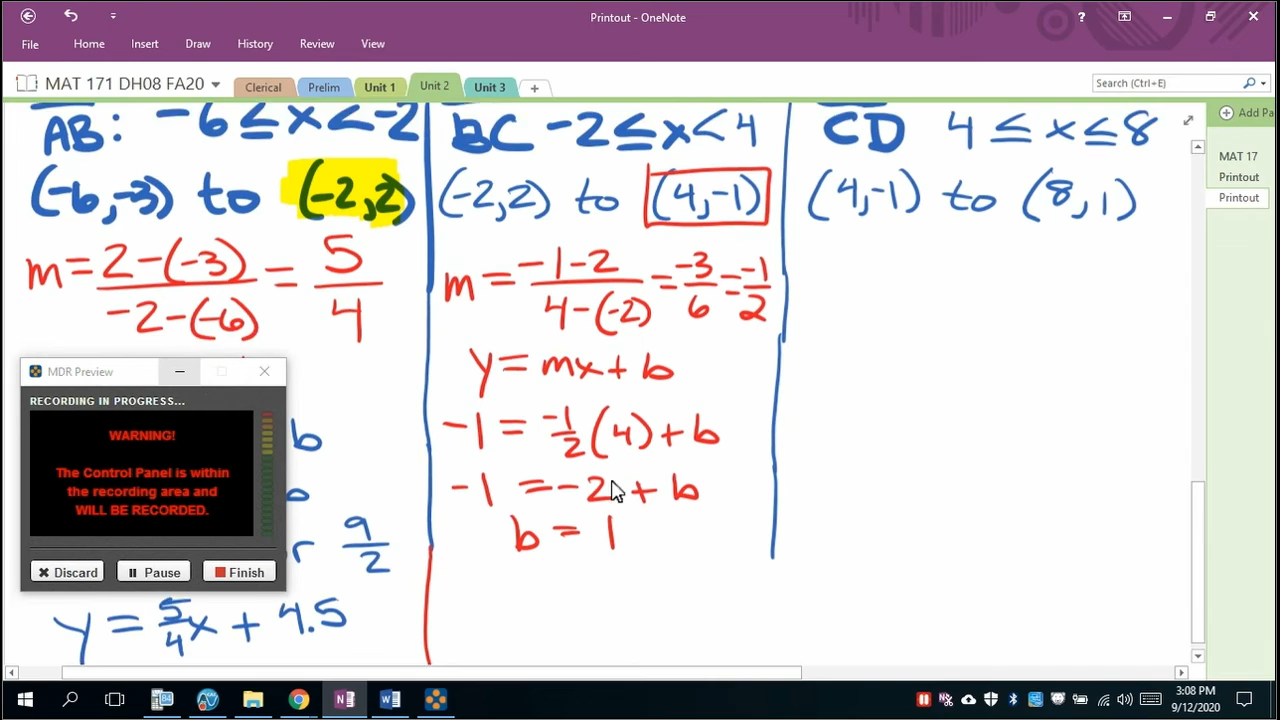 Printout - OneNote
?
File Home Insert Draw History Review View
MAT 171 DH08 FA20
Clerical Prelim Unit 1 Unit 2 Unit 3 +
Search (Ctrl+E)
Add Pa
MAT 17
Printout
Printout
AB: -6 ≤ x < -2
(-6,-3) to (-2,2)
m = 2-(-3) / -2-(-6) = 5/4
b
or 9/2
y = 5/4x + 4.5
BC -2 ≤ x < 4
(-2,2) to (4,-1)
m = -1-2 / 4-(-2) = -3/6 = -1/2
y = mx + b
-1 = -1/2(4) + b
-1 = -2 + b
b = 1
CD 4 ≤ x ≤ 8
(4,-1) to (8,1)
MDR Preview
RECORDING IN PROGRESS...
WARNING!
The Control Panel is within
the recording area and
WILL BE RECORDED.
Discard Pause Finish
3:08 PM
9/12/2020